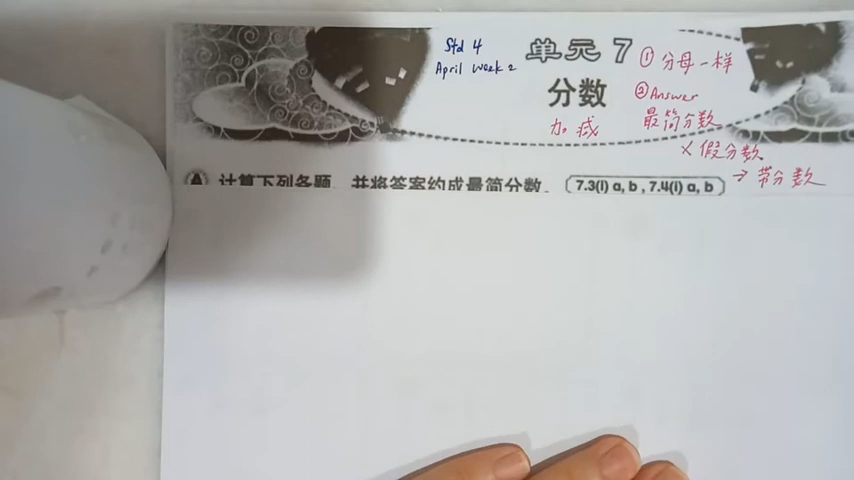 Std 4
April week 2
单元 7
分数
加 减
① 分母一样
② Answer
最简分数
× 假分数
→ 带分数
A 计算下列各题，并将答案约成最简分数。 7.3(i) a, b , 7.4(i) a, b